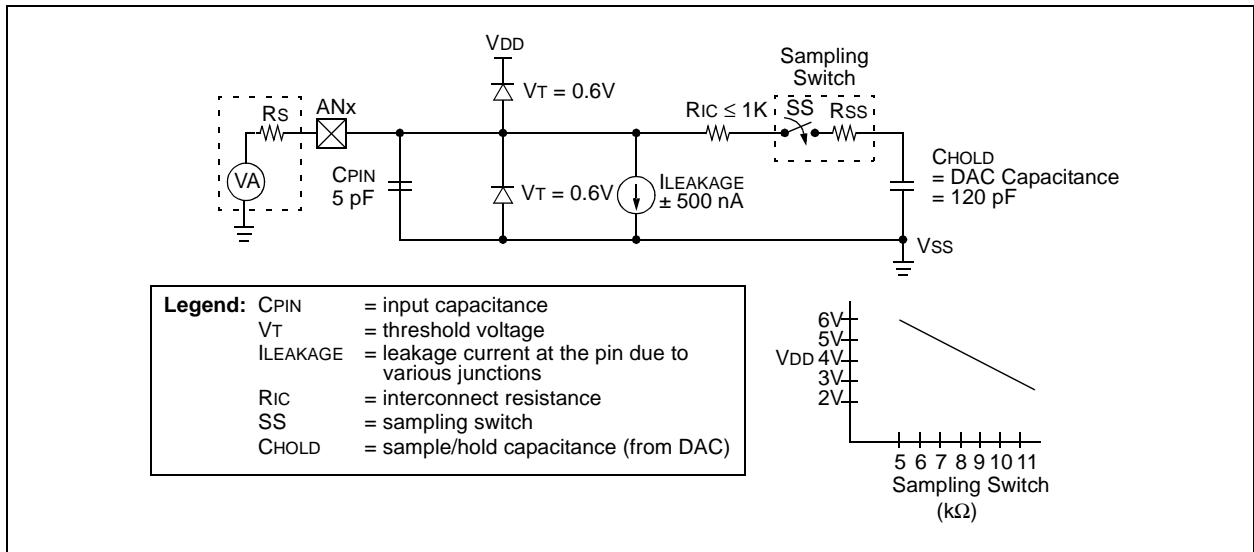 VDD
Sampling
Switch
VT = 0.6V
RS
ANx
RIC ≤ 1K
SS
RSS
VA
CPIN
5 pF
VT = 0.6V
ILEAKAGE
± 500 nA
CHOLD
= DAC Capacitance
= 120 pF
VSS
Legend: CPIN = input capacitance
VT = threshold voltage
ILEAKAGE = leakage current at the pin due to
various junctions
RIC = interconnect resistance
SS = sampling switch
CHOLD = sample/hold capacitance (from DAC)
6V
5V
VDD 4V
3V
2V
5 6 7 8 9 10 11
Sampling Switch
(kΩ)